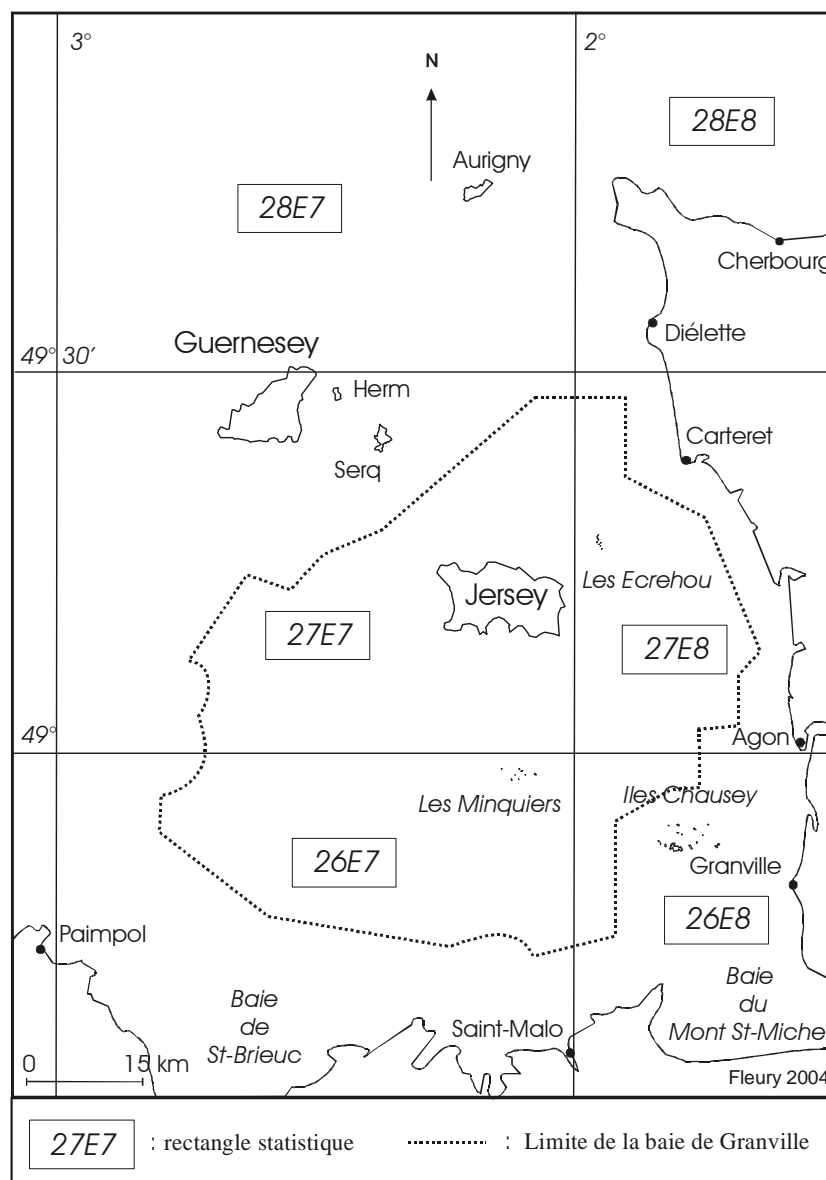 3°
2°
N
28E8
Aurigny
28E7
Cherbourg
Diélette
Guernesey
49° 30'
Herm
Carteret
Serq
Les Ecrehou
Jersey
27E7
27E8
49°
Agon
Les Minquiers
Iles Chausey
26E7
Granville
26E8
Paimpol
Baie
de
St-Brieuc
Baie
du
Mont St-Michel
Saint-Malo
0 15 km
Fleury 2004
27E7 : rectangle statistique
: Limite de la baie de Granville